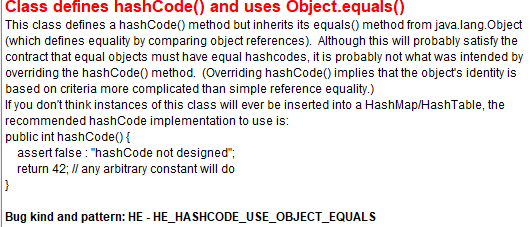 Class defines hashCode() and uses Object.equals()
This class defines a hashCode() method but inherits its equals() method from java.lang.Object
(which defines equality by comparing object references).  Although this will probably satisfy the
contract that equal objects must have equal hashcodes, it is probably not what was intended by
overriding the hashCode() method.  (Overriding hashCode() implies that the object's identity is
based on criteria more complicated than simple reference equality.)
If you don't think instances of this class will ever be inserted into a HashMap/HashTable, the
recommended hashCode implementation to use is:
public int hashCode() {
    assert false : "hashCode not designed";
    return 42; // any arbitrary constant will do
}
Bug kind and pattern: HE - HE_HASHCODE_USE_OBJECT_EQUALS